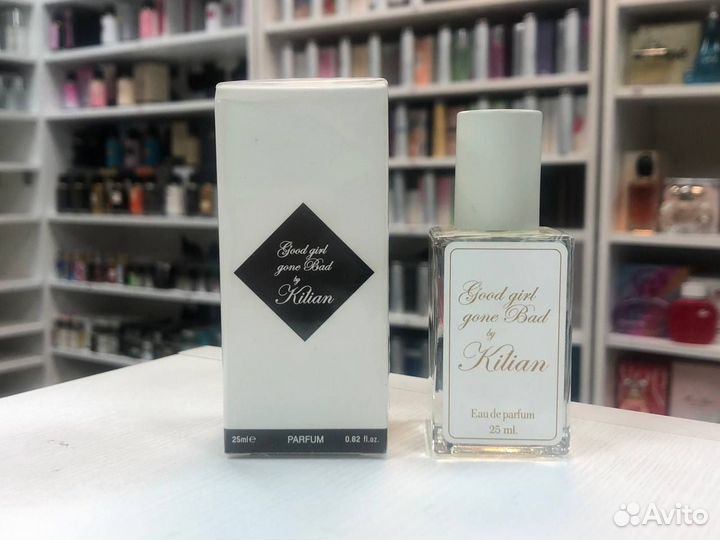 Good girl
gone Bad
by
Kilian
25ml e PARFUM 0.82 fl.oz.
Good girl
gone Bad
by
Kilian
Eau de parfum
25 ml.
Avito